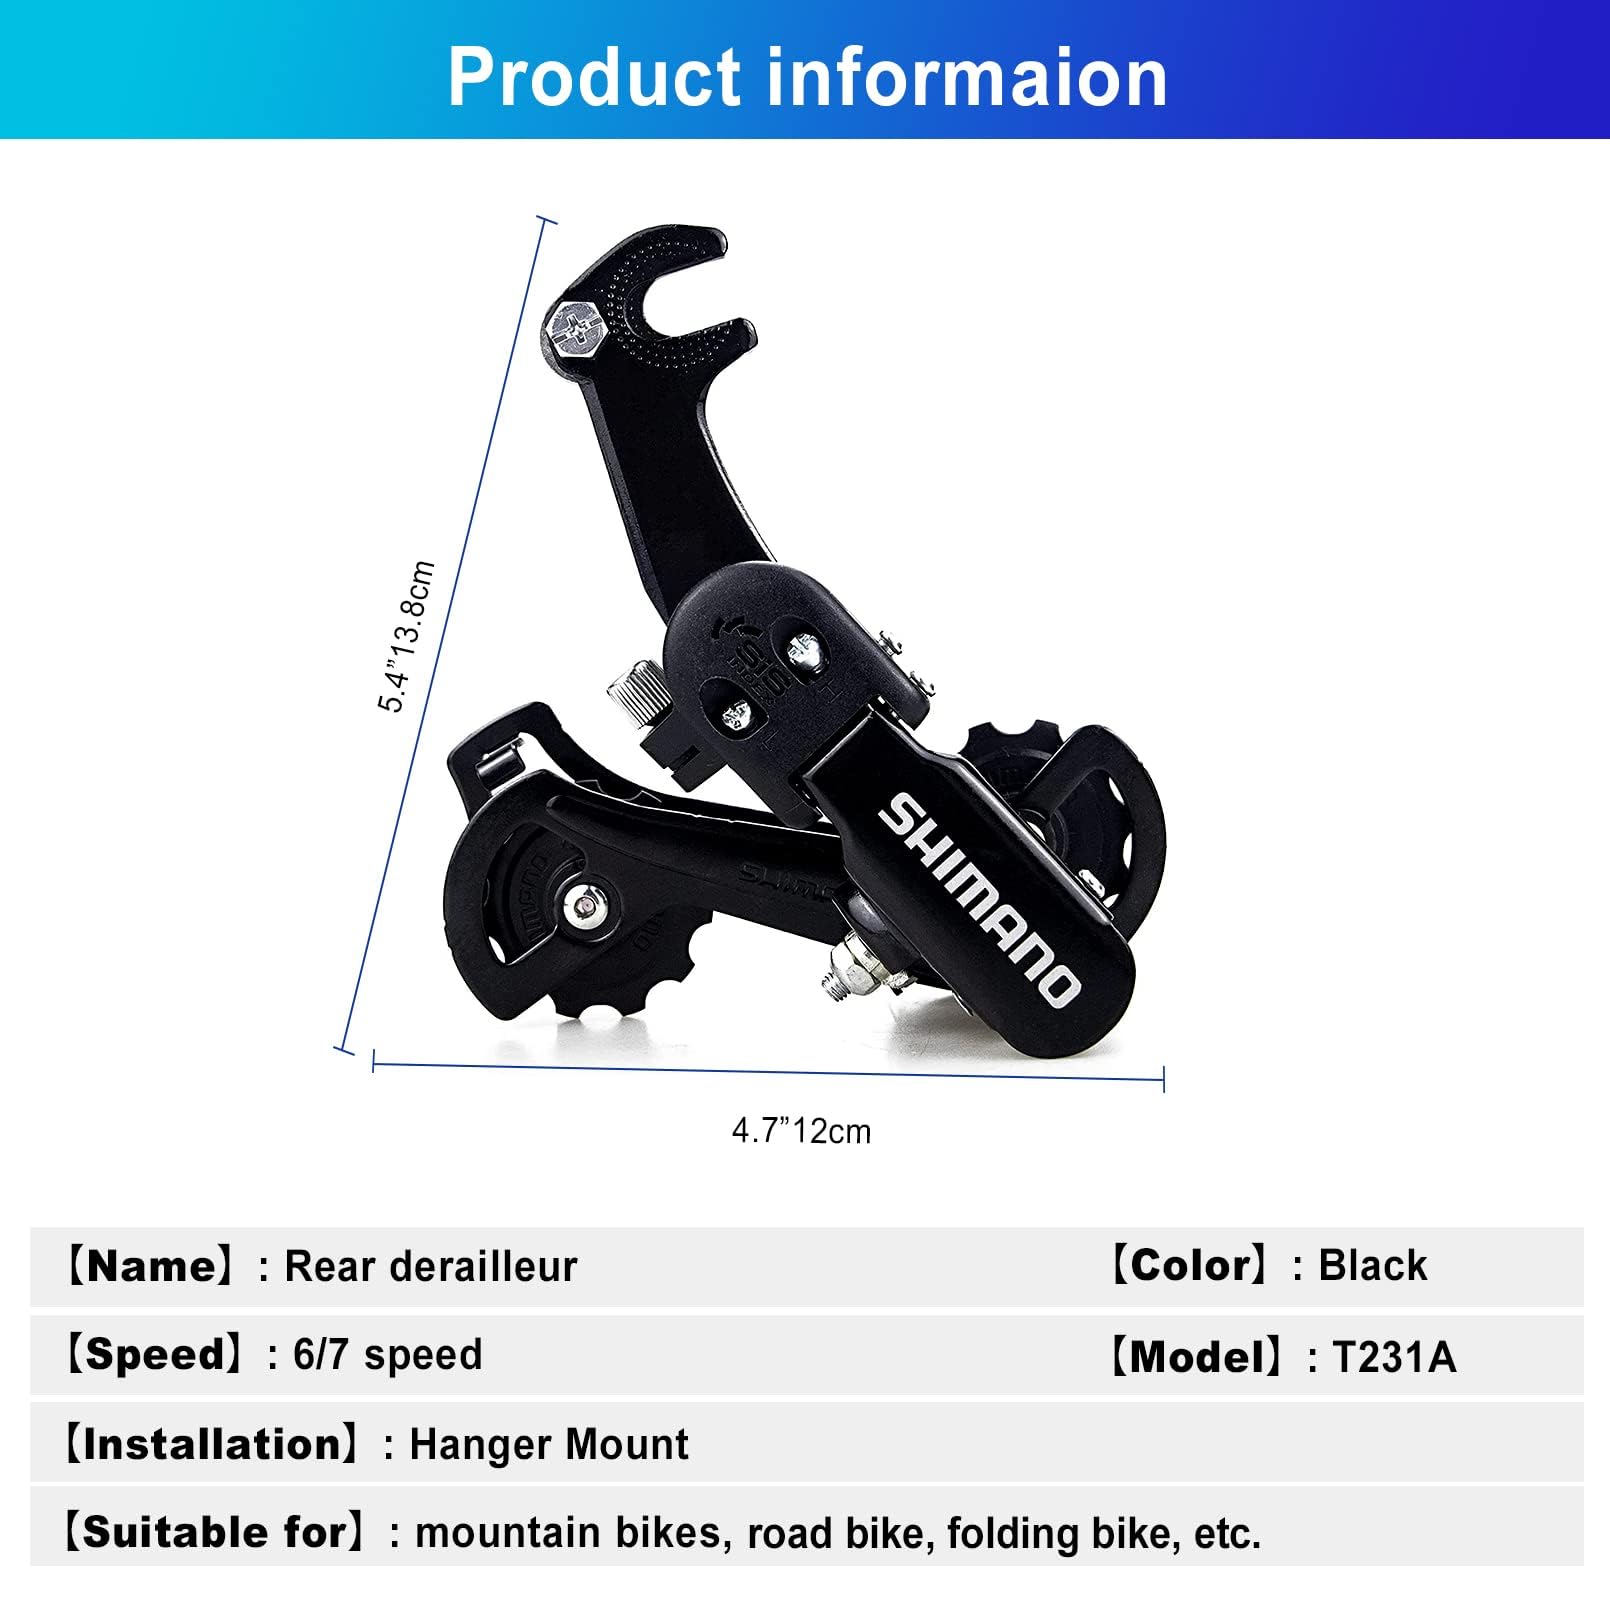 Product informaion
5.4”13.8cm
SIS
SHIMANO
SHIMANO
4.7”12cm
【Name】: Rear derailleur 【Color】: Black
【Speed】: 6/7 speed 【Model】: T231A
【Installation】: Hanger Mount
【Suitable for】: mountain bikes, road bike, folding bike, etc.